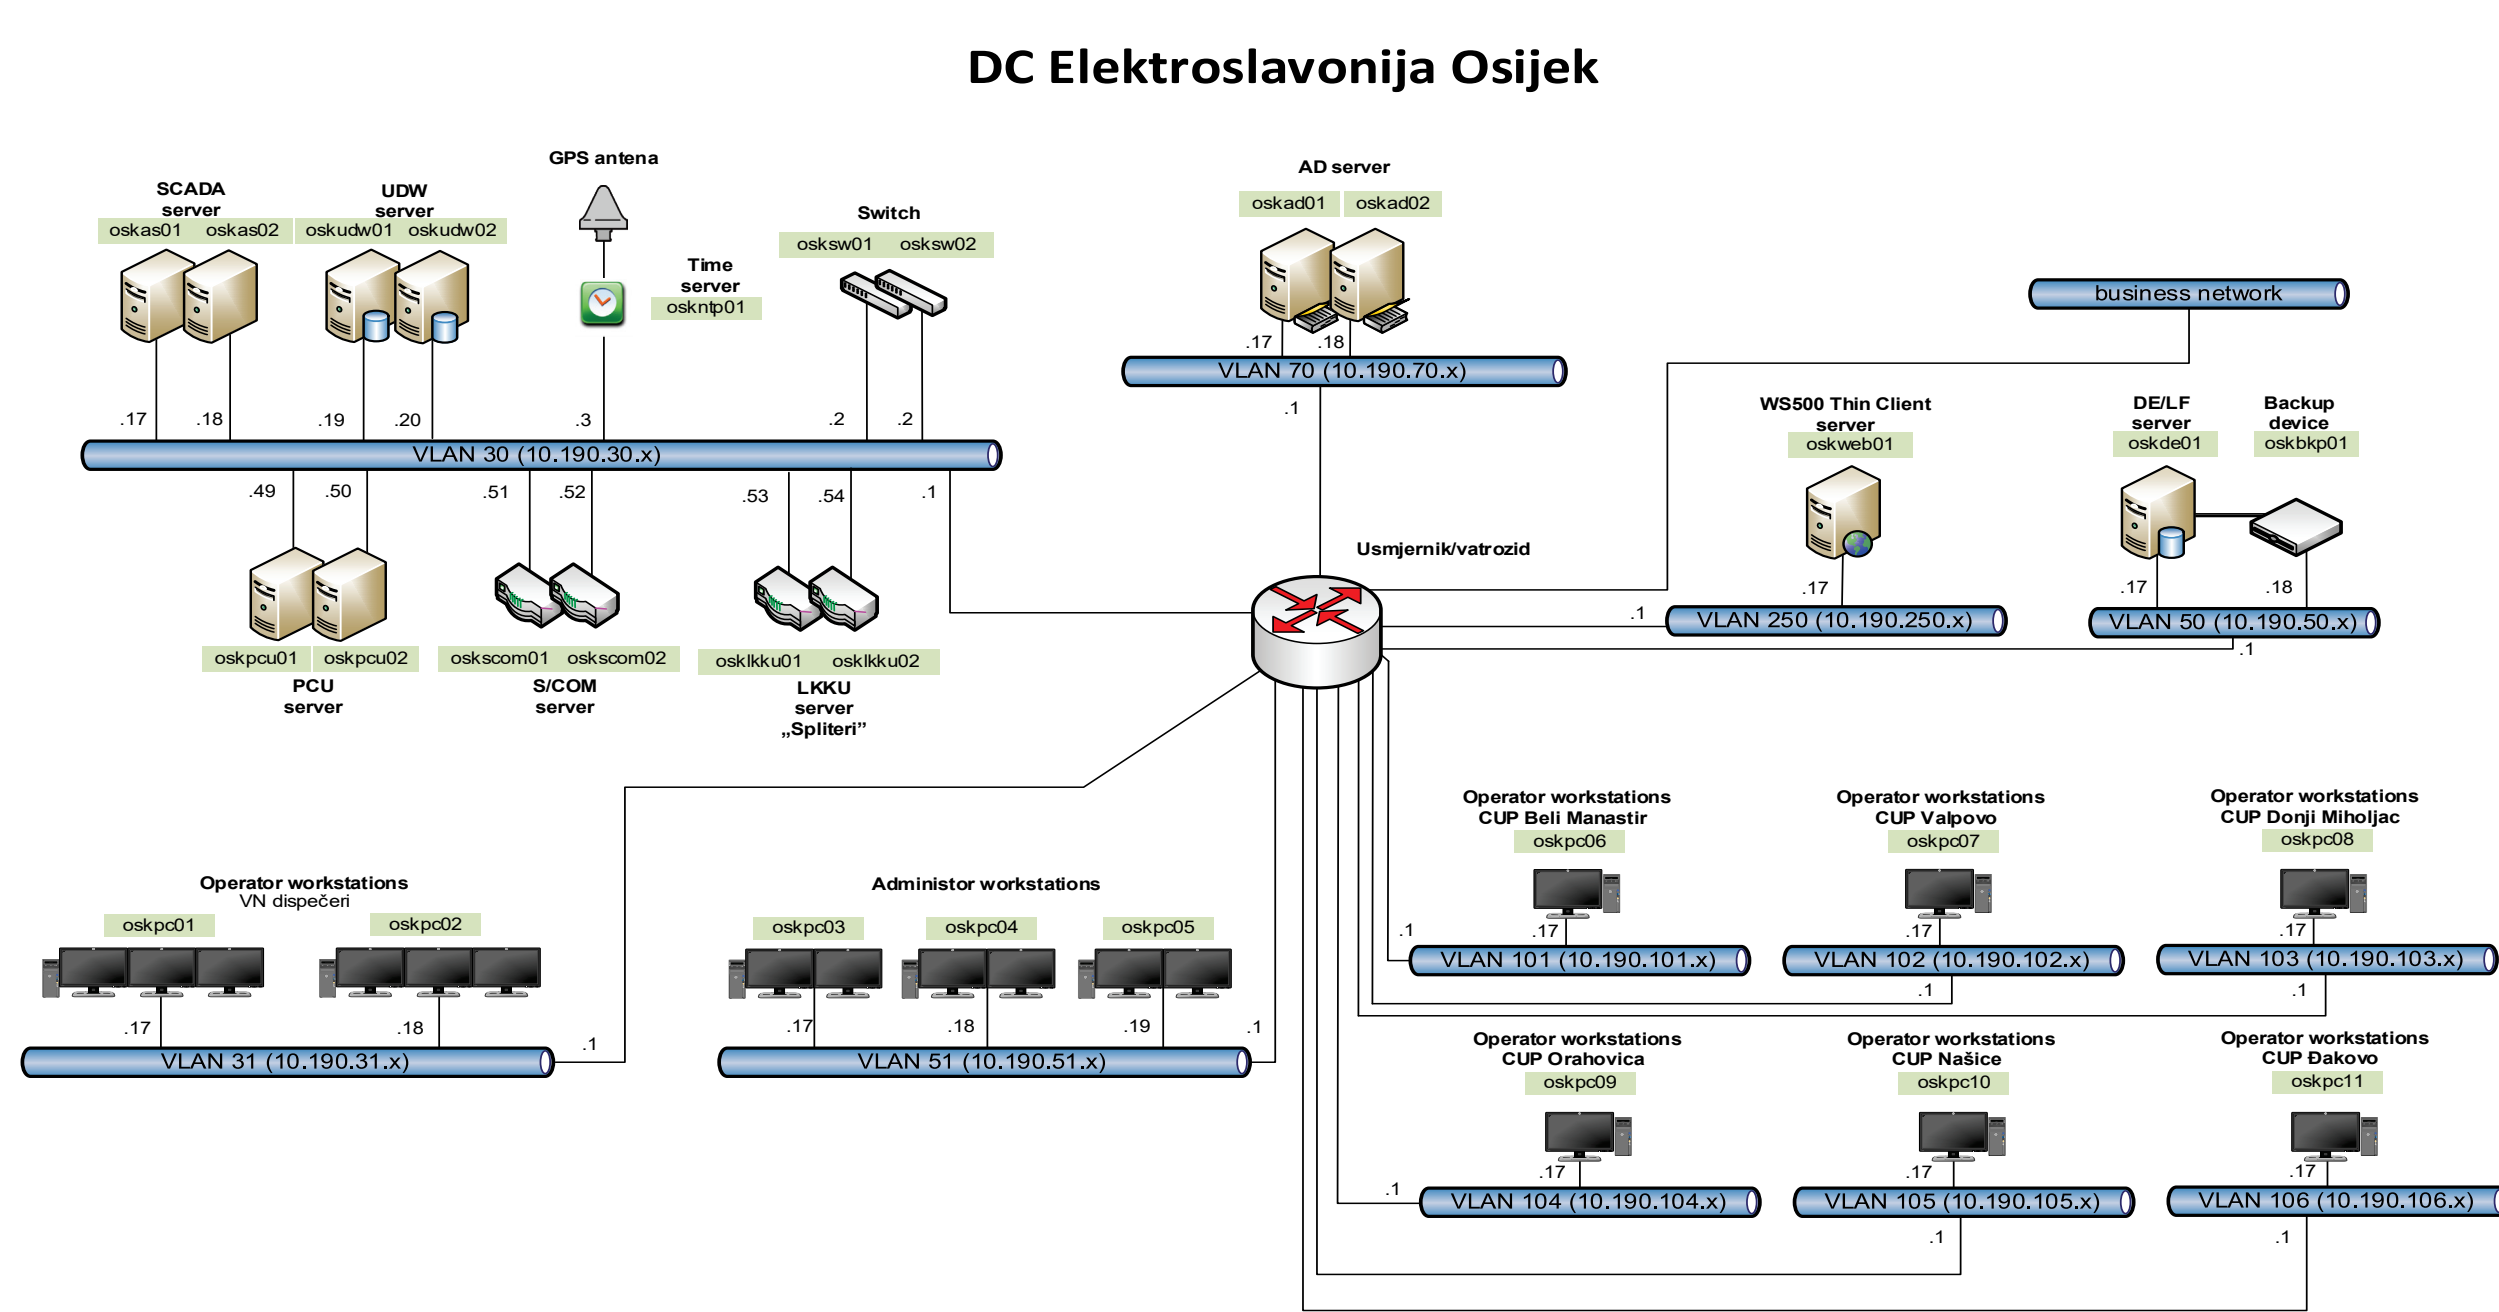 DC Elektroslavonija Osijek
GPS antena
AD server
SCADA
server
UDW
server
oskad01 oskad02
Switch
oskas01 oskas02 oskudw01 oskudw02
osksw01 osksw02
Time
server
oskntp01
business network
.17 .18
VLAN 70 (10.190.70.x)
.1
WS500 Thin Client
server
oskweb01
DE/LF
server
oskde01
Backup
device
oskbkp01
.17 .18 .19 .20 .3 .2 .2
VLAN 30 (10.190.30.x)
.49 .50 .51 .52 .53 .54 .1
Usmjernik/vatrozid
.17 .17 .18
.1
VLAN 250 (10.190.250.x)
VLAN 50 (10.190.50.x)
.1
oskpcu01 oskpcu02
PCU
server
oskscom01 oskscom02
S/COM
server
osklkku01 osklkku02
LKKU
server
„Spliteri”
Operator workstations
CUP Beli Manastir
oskpc06
Operator workstations
CUP Valpovo
oskpc07
Operator workstations
CUP Donji Miholjac
oskpc08
Operator workstations
VN dispečeri
oskpc01 oskpc02
Administor workstations
oskpc03 oskpc04 oskpc05
.1 .17 .17 .17
VLAN 101 (10.190.101.x)
VLAN 102 (10.190.102.x)
VLAN 103 (10.190.103.x)
.1 .1
.17 .18 .1
VLAN 31 (10.190.31.x)
.17 .18 .19 .1
VLAN 51 (10.190.51.x)
Operator workstations
CUP Orahovica
oskpc09
Operator workstations
CUP Našice
oskpc10
Operator workstations
CUP Đakovo
oskpc11
.1 .17 .17 .17
VLAN 104 (10.190.104.x)
VLAN 105 (10.190.105.x)
VLAN 106 (10.190.106.x)
.1 .1